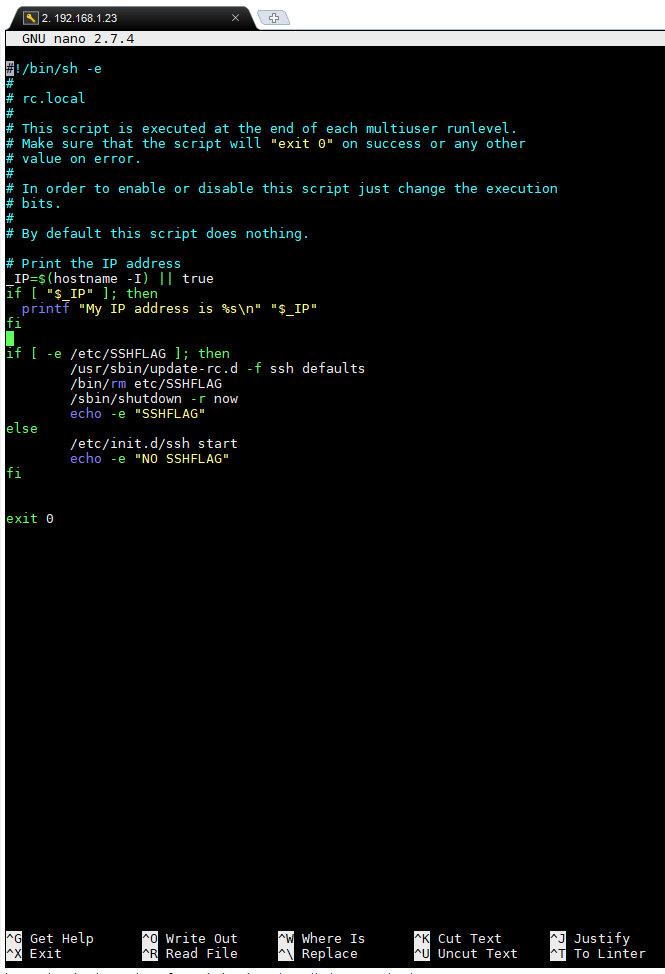 2. 192.168.1.23
GNU nano 2.7.4
#!/bin/sh -e
#
# rc.local
#
# This script is executed at the end of each multiuser runlevel.
# Make sure that the script will "exit 0" on success or any other
# value on error.
#
# In order to enable or disable this script just change the execution
# bits.
#
# By default this script does nothing.
# Print the IP address
_IP=$(hostname -I) || true
if [ "$_IP" ]; then
  printf "My IP address is %s\n" "$_IP"
fi
if [ -e /etc/SSHFLAG ]; then
        /usr/sbin/update-rc.d -f ssh defaults
        /bin/rm etc/SSHFLAG
        /sbin/shutdown -r now
        echo -e "SSHFLAG"
else
        /etc/init.d/ssh start
        echo -e "NO SSHFLAG"
fi
exit 0
^G Get Help ^O Write Out ^W Where Is ^K Cut Text ^J Justify
^X Exit ^R Read File ^\ Replace ^U Uncut Text ^T To Linter